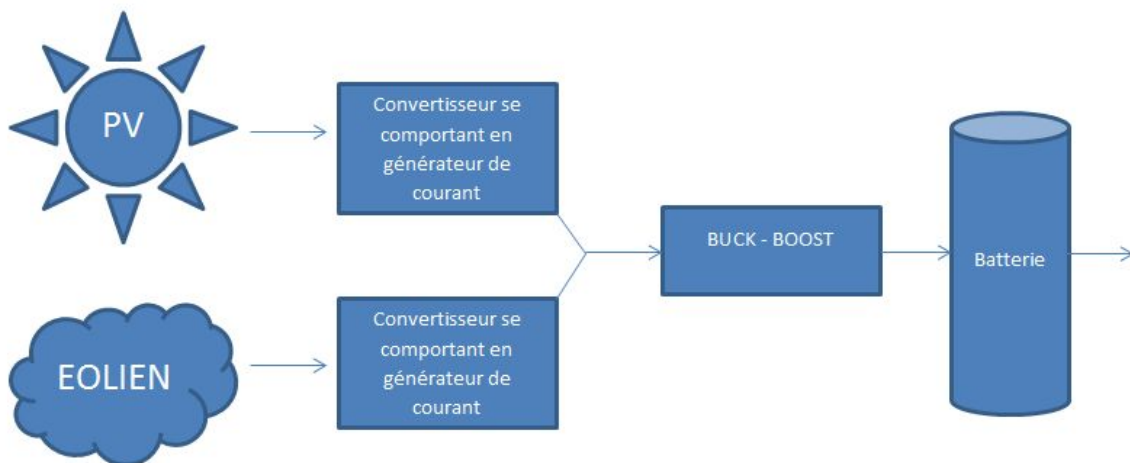 PV
Convertisseur se
comportant en
générateur de
courant
BUCK - BOOST
Batterie
EOLIEN
Convertisseur se
comportant en
générateur de
courant